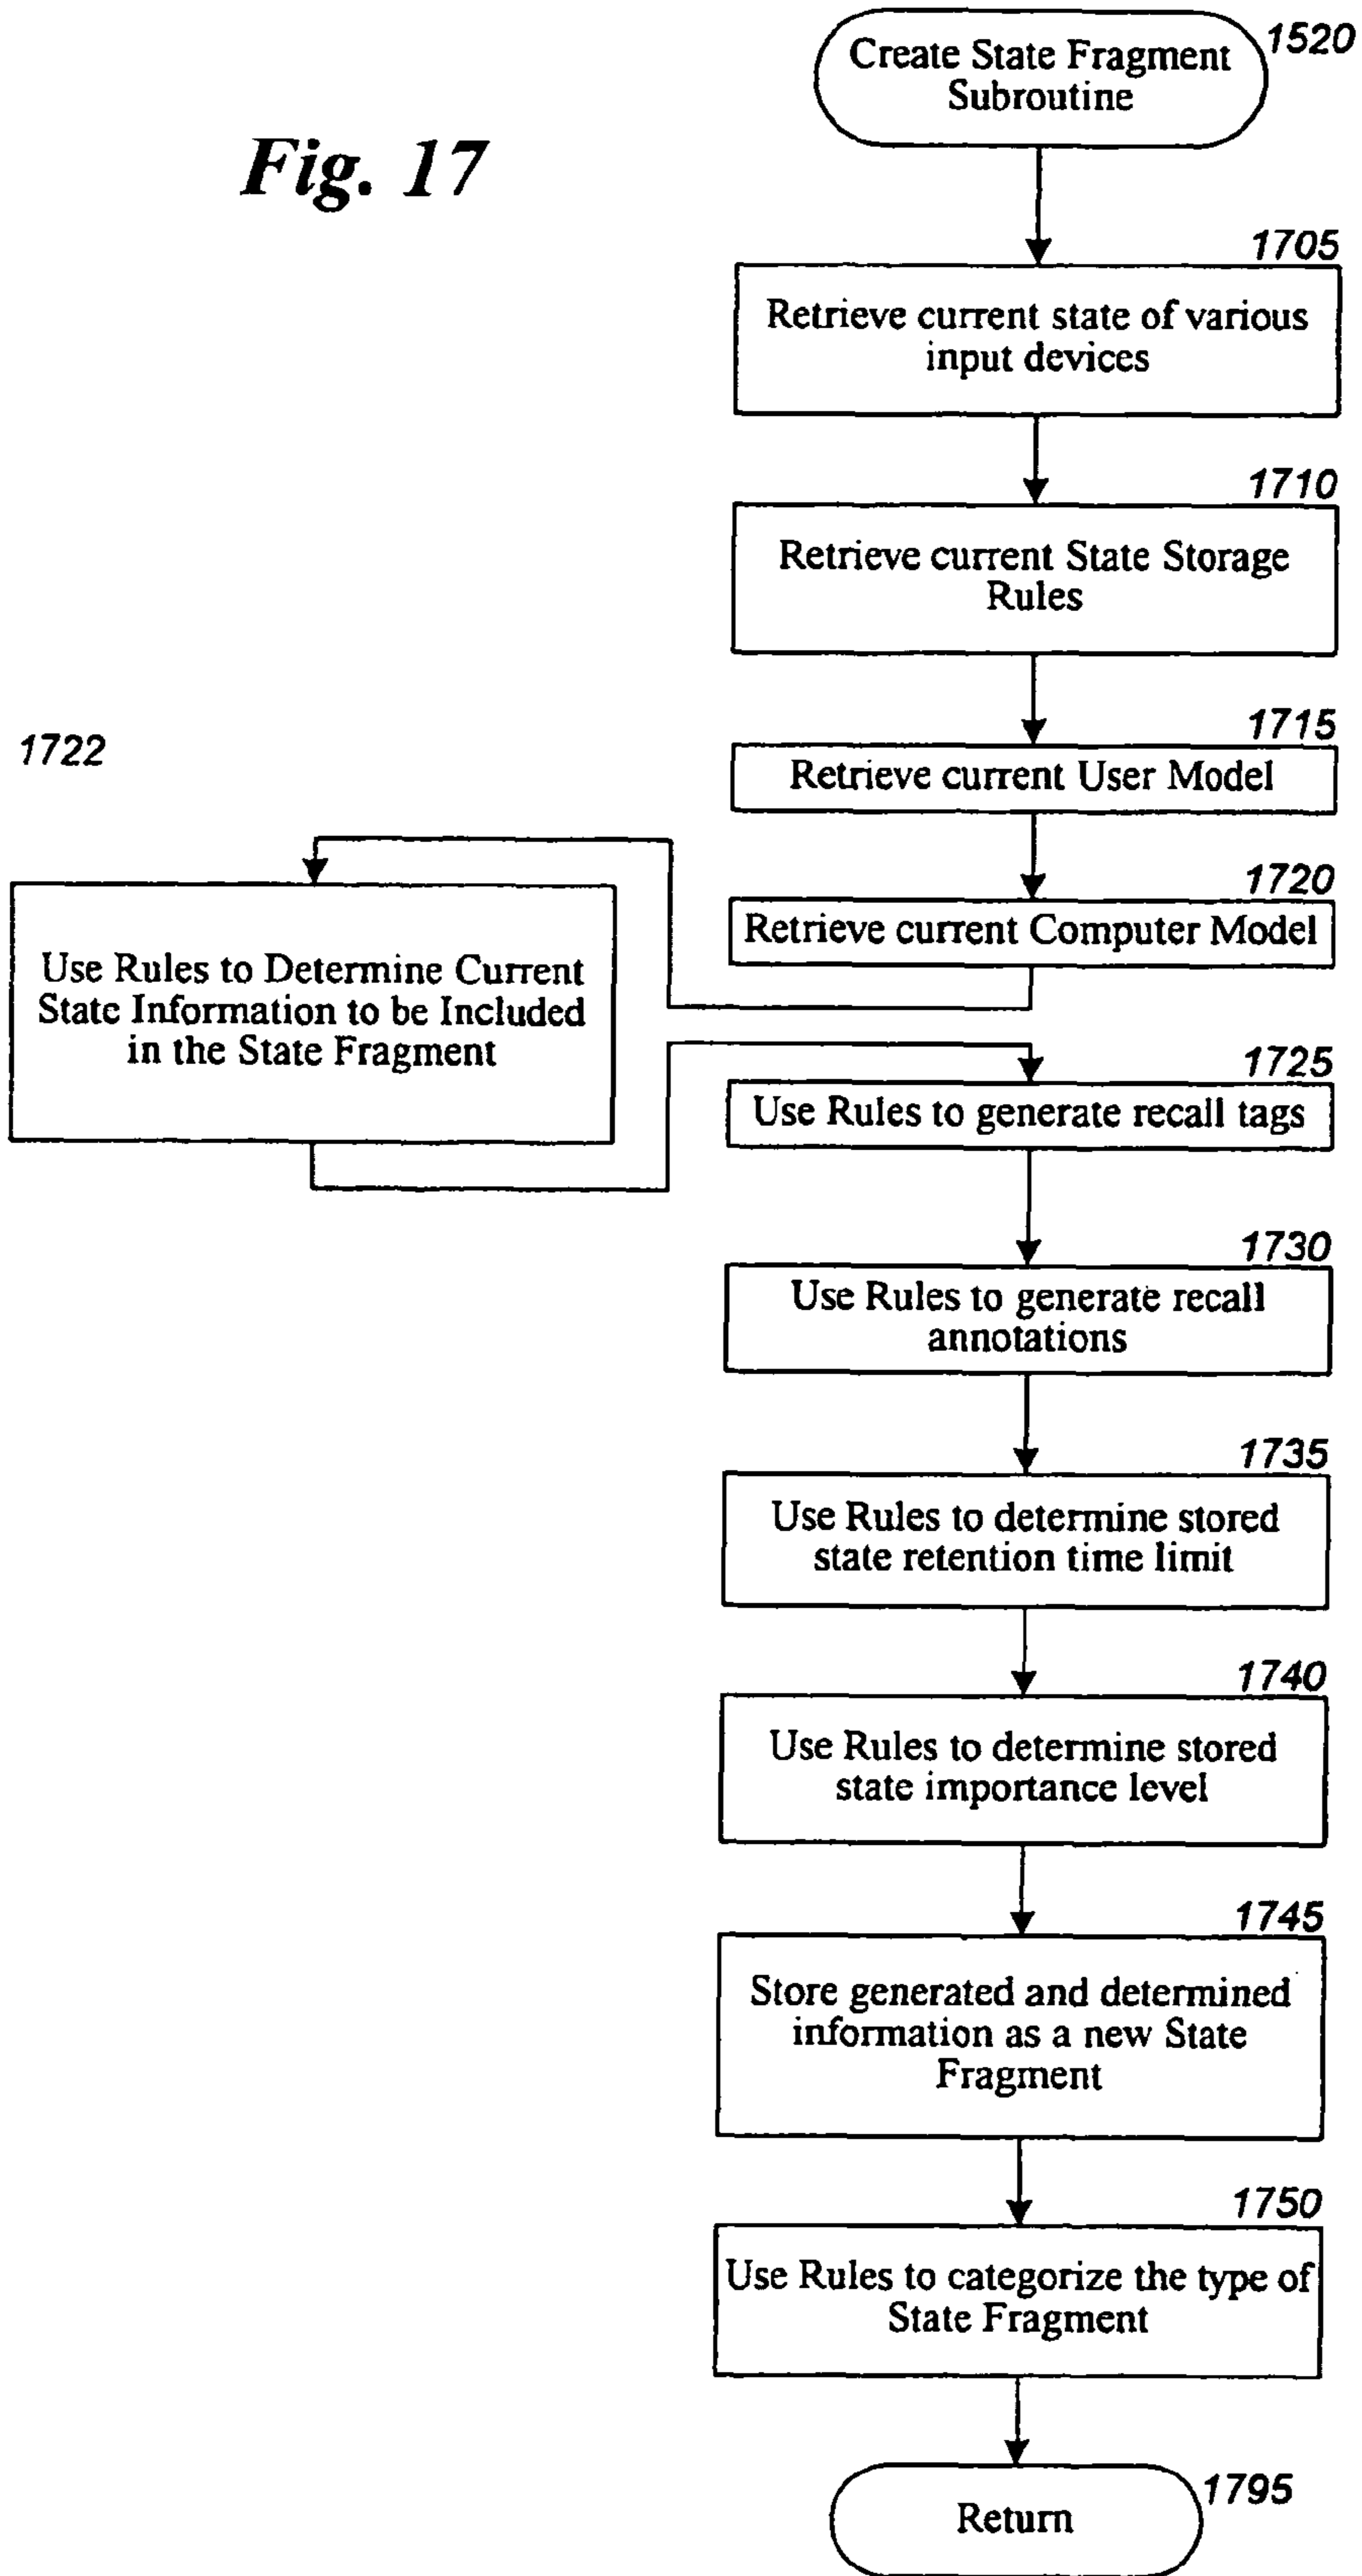 Fig. 17
1520
Create State Fragment
Subroutine
1705
Retrieve current state of various
input devices
1710
Retrieve current State Storage
Rules
1715
Retrieve current User Model
1720
Retrieve current Computer Model
1722
Use Rules to Determine Current
State Information to be Included
in the State Fragment
1725
Use Rules to generate recall tags
1730
Use Rules to generate recall
annotations
1735
Use Rules to determine stored
state retention time limit
1740
Use Rules to determine stored
state importance level
1745
Store generated and determined
information as a new State
Fragment
1750
Use Rules to categorize the type of
State Fragment
1795
Return